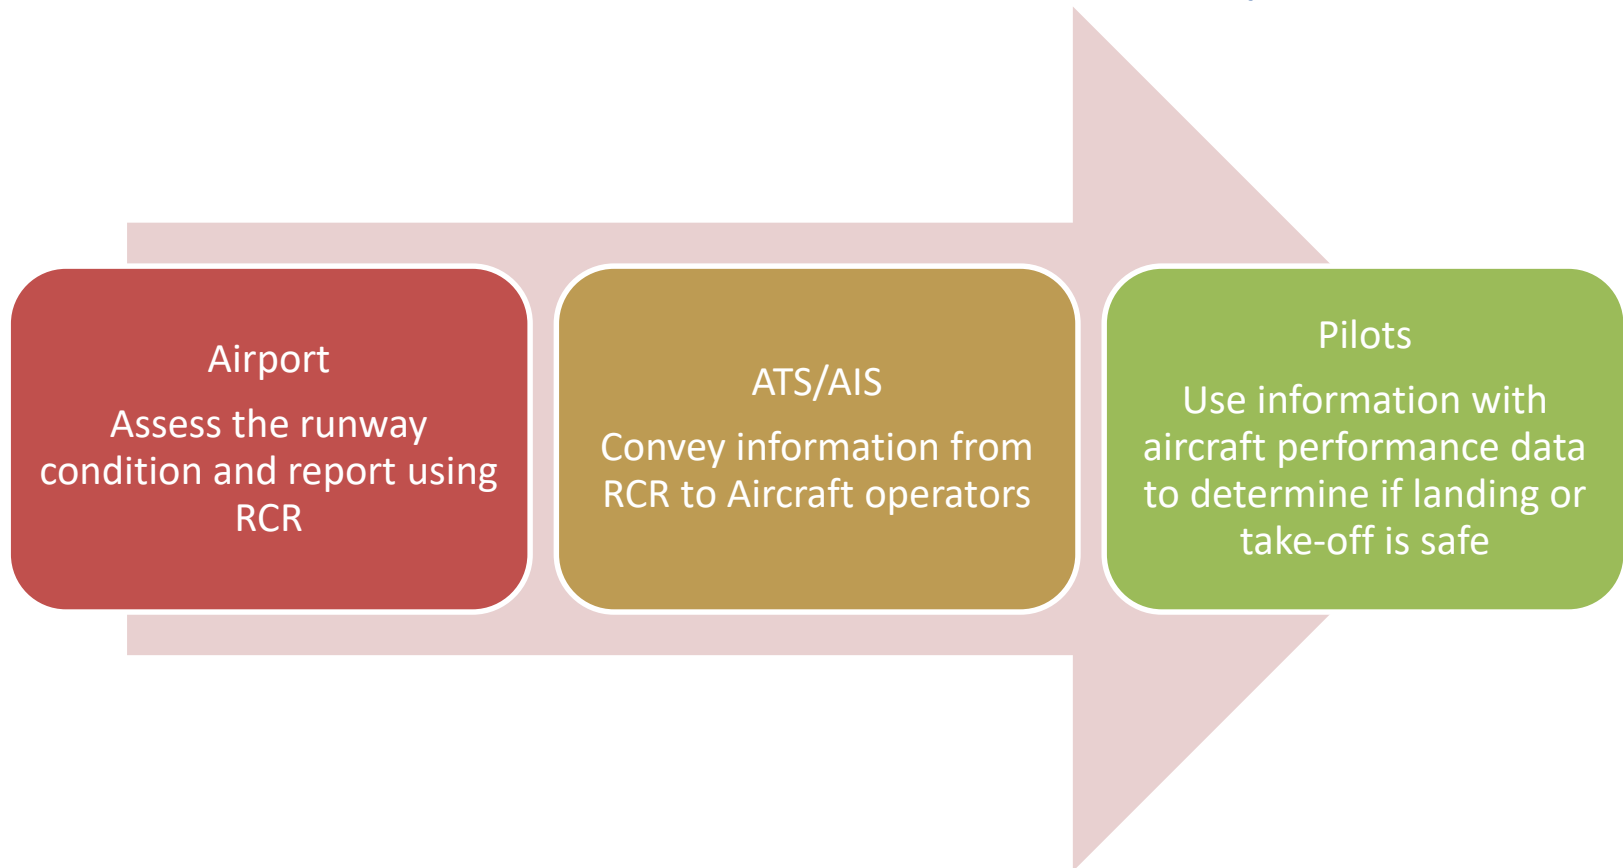 Airport
Assess the runway
condition and report using
RCR
ATS/AIS
Convey information from
RCR to Aircraft operators
Pilots
Use information with
aircraft performance data
to determine if landing or
take-off is safe